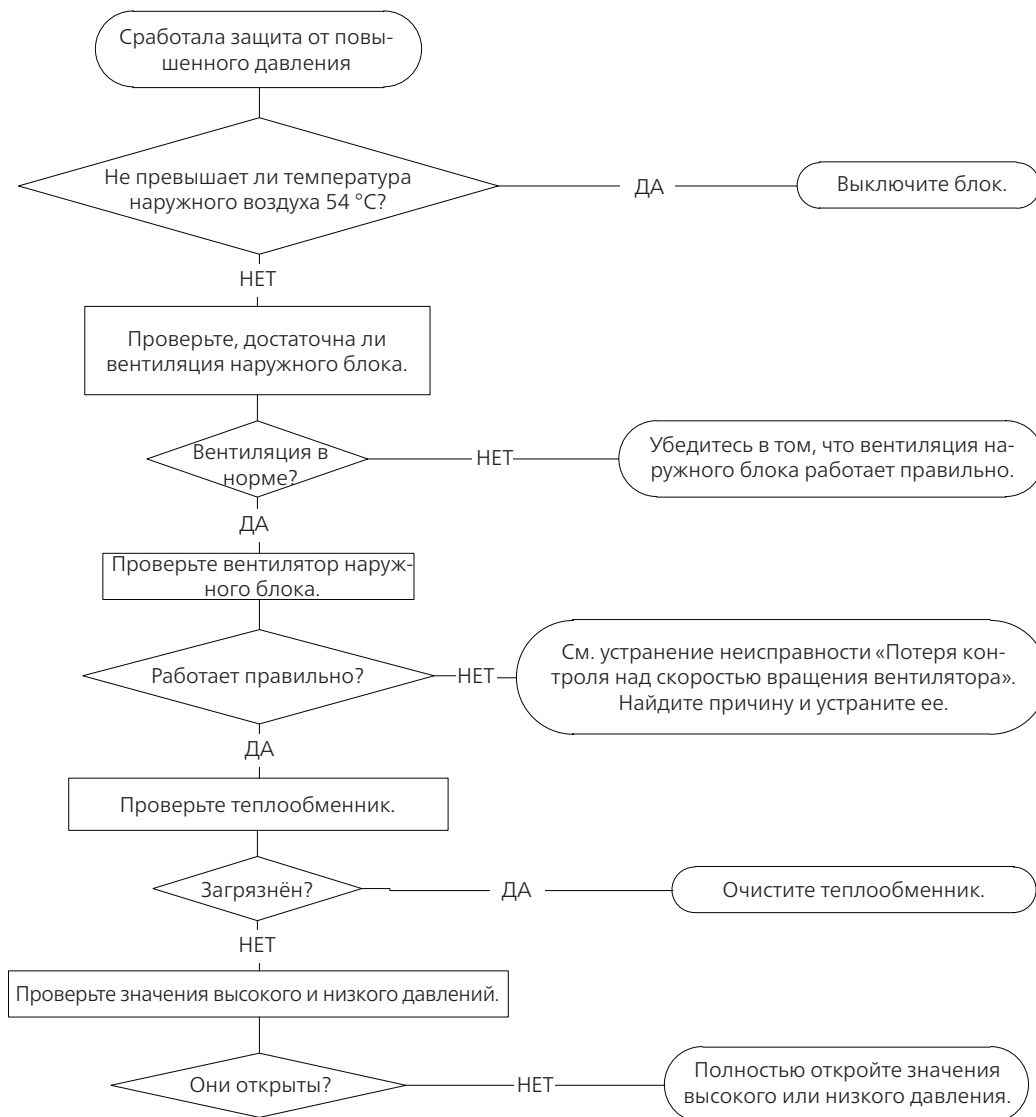 Сработала защита от повы-
шенного давления
Не превышает ли температура
наружного воздуха 54 °C?
ДА
Выключите блок.
НЕТ
Проверьте, достаточна ли
вентиляция наружного блока.
Вентиляция в
норме?
НЕТ
Убедитесь в том, что вентиляция на-
ружного блока работает правильно.
ДА
Проверьте вентилятор наруж-
ного блока.
Работает правильно?
НЕТ
См. устранение неисправности «Потеря кон-
троля над скоростью вращения вентилятора».
Найдите причину и устраните ее.
ДА
Проверьте теплообменник.
Загрязнён?
ДА
Очистите теплообменник.
НЕТ
Проверьте значения высокого и низкого давлений.
Они открыты?
НЕТ
Полностью откройте значения
высокого или низкого давления.